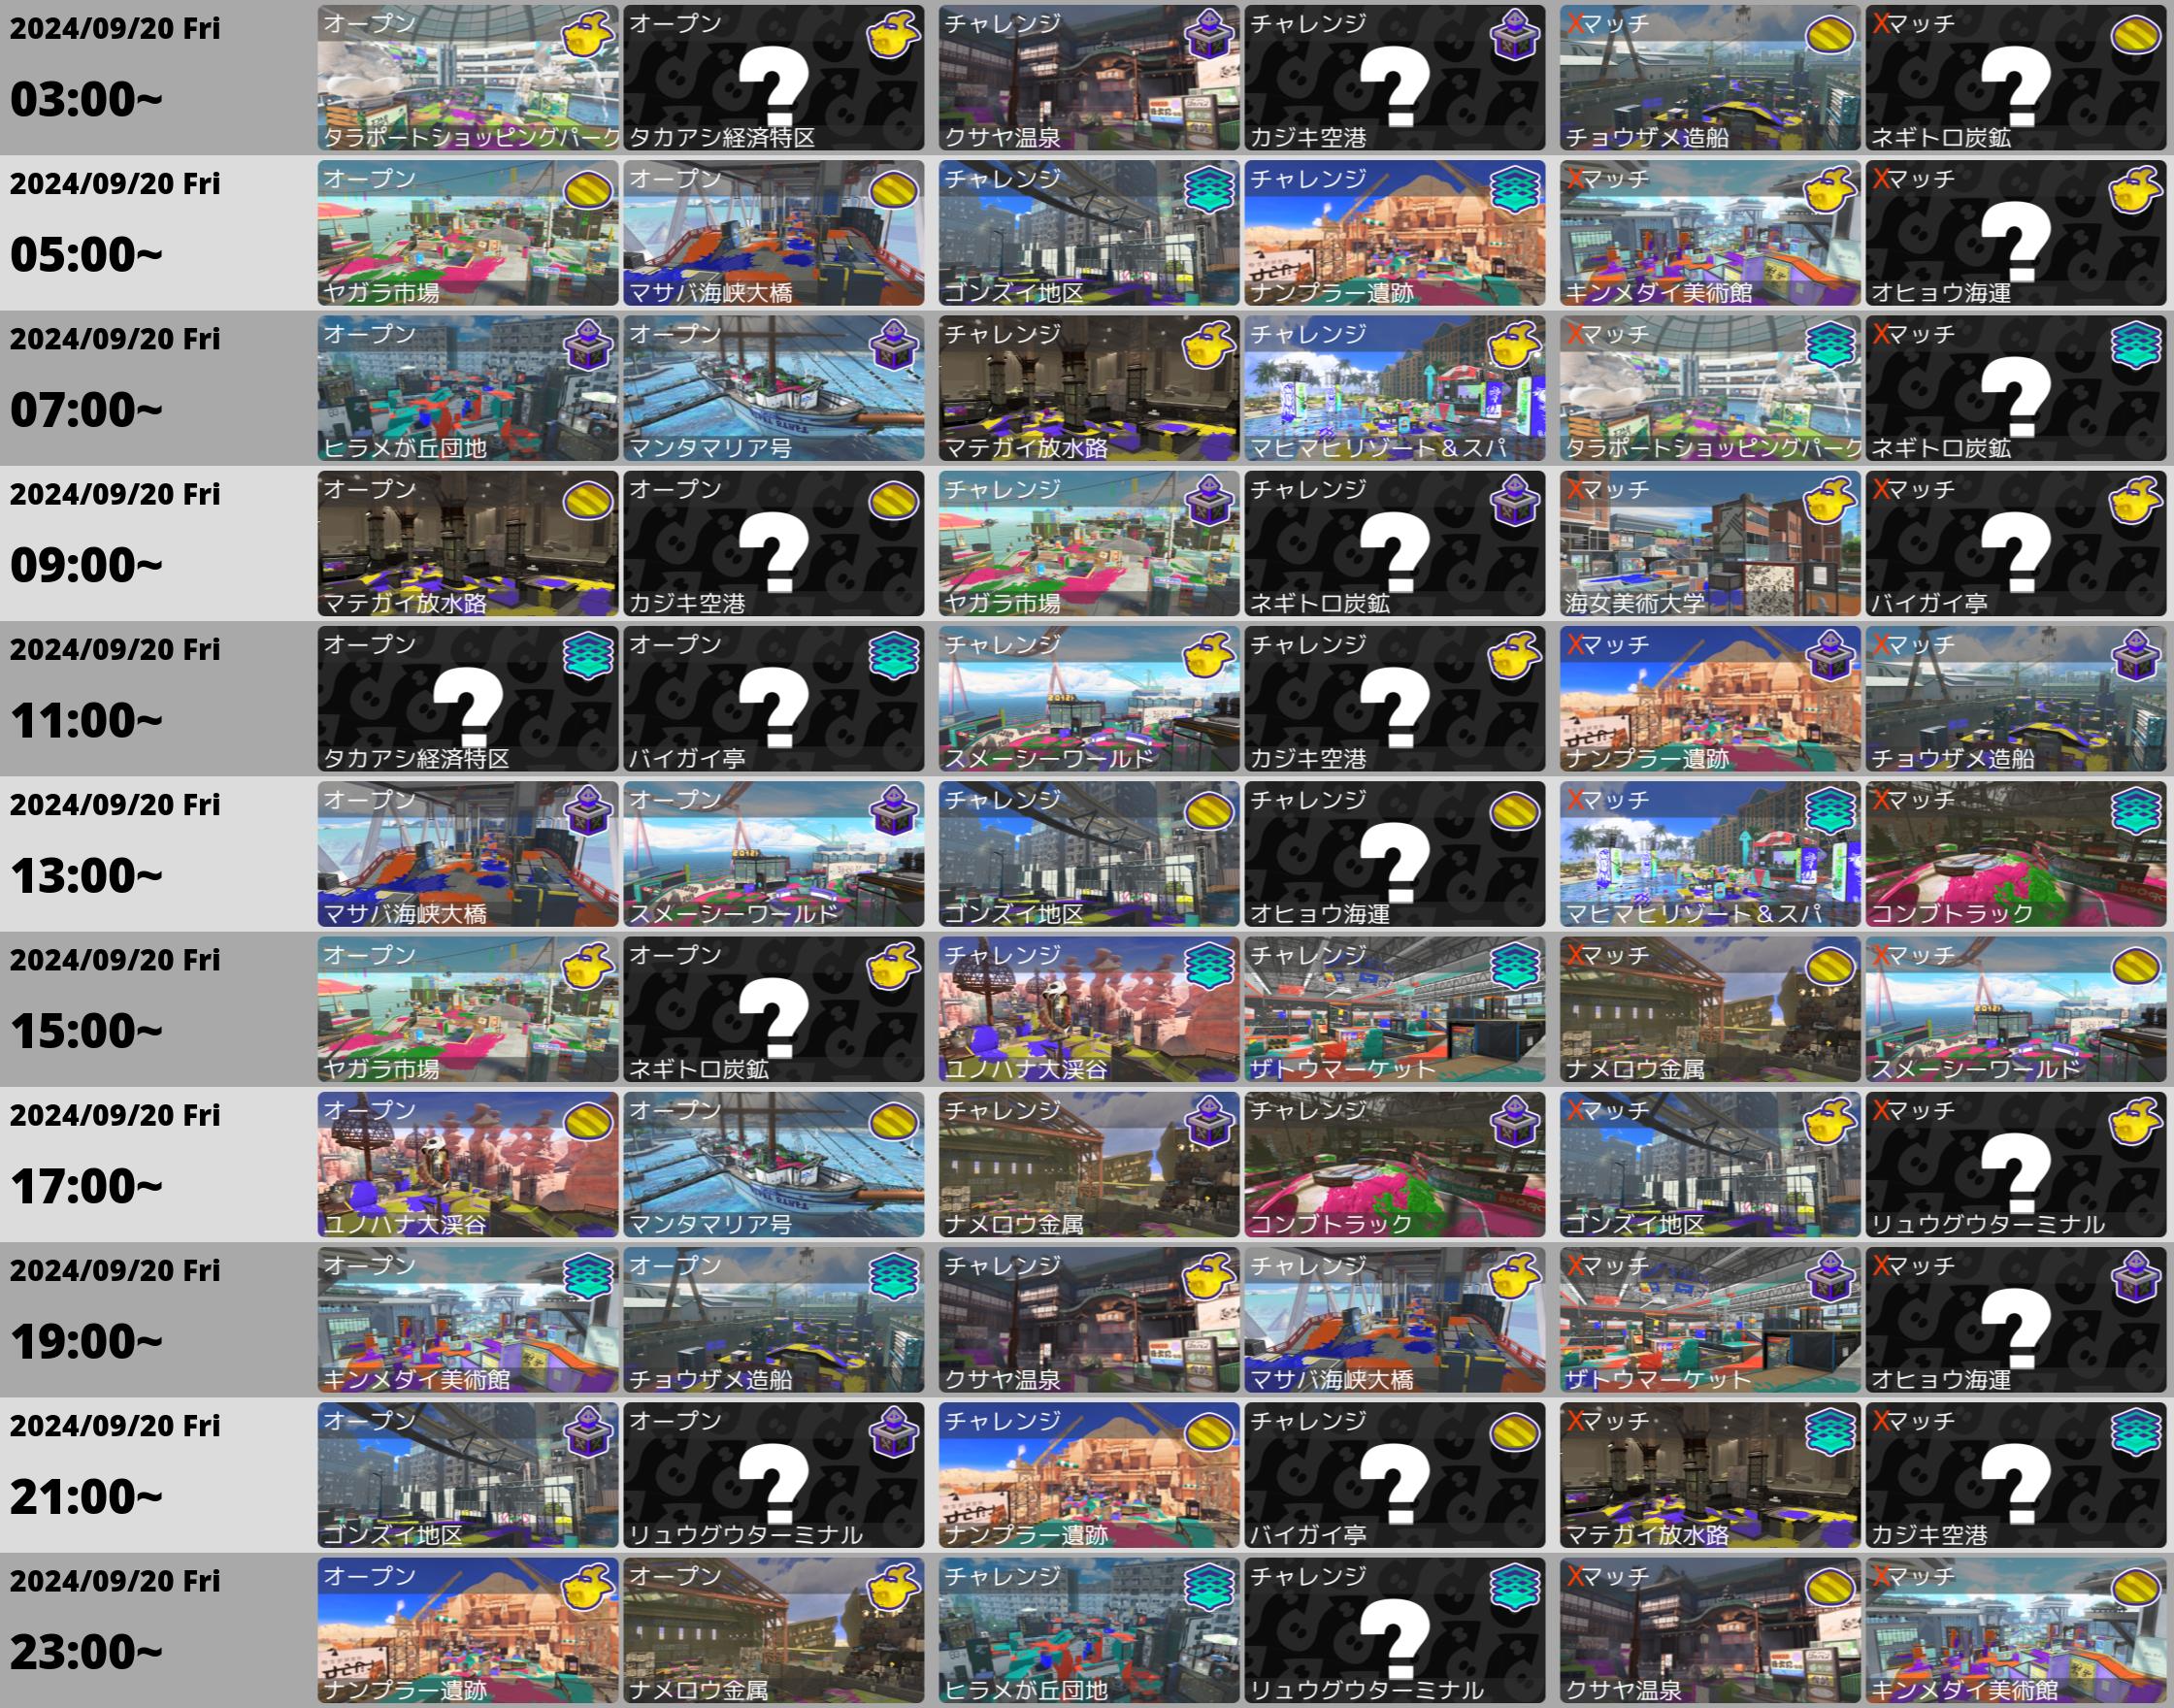 2024/09/20 Fri
03:00~
オープン
タラポートショッピングパーク
オープン
タカアシ経済特区
チャレンジ
クサヤ温泉
チャレンジ
カジキ空港
Xマッチ
チョウザメ造船
Xマッチ
ネギトロ炭鉱
2024/09/20 Fri
05:00~
オープン
ヤガラ市場
オープン
マサバ海峡大橋
チャレンジ
ゴンズイ地区
チャレンジ
ナンプラー遺跡
Xマッチ
キンメダイ美術館
Xマッチ
オヒョウ海運
2024/09/20 Fri
07:00~
オープン
ヒラメが丘団地
オープン
マンタマリア号
チャレンジ
マテガイ放水路
チャレンジ
マヒマヒリゾート&スパ
Xマッチ
タラポートショッピングパーク
Xマッチ
ネギトロ炭鉱
2024/09/20 Fri
09:00~
オープン
マテガイ放水路
オープン
カジキ空港
チャレンジ
ヤガラ市場
チャレンジ
ネギトロ炭鉱
Xマッチ
海女美術大学
Xマッチ
バイガイ亭
2024/09/20 Fri
11:00~
オープン
タカアシ経済特区
オープン
バイガイ亭
チャレンジ
スメーシーワールド
チャレンジ
カジキ空港
Xマッチ
ナンプラー遺跡
Xマッチ
チョウザメ造船
2024/09/20 Fri
13:00~
オープン
マサバ海峡大橋
オープン
スメーシーワールド
チャレンジ
ゴンズイ地区
チャレンジ
オヒョウ海運
Xマッチ
マヒマヒリゾート&スパ
Xマッチ
コンブトラック
2024/09/20 Fri
15:00~
オープン
ヤガラ市場
オープン
ネギトロ炭鉱
チャレンジ
ユノハナ大渓谷
チャレンジ
ザトウマーケット
Xマッチ
ナメロウ金属
Xマッチ
スメーシーワールド
2024/09/20 Fri
17:00~
オープン
ユノハナ大渓谷
オープン
マンタマリア号
チャレンジ
ナメロウ金属
チャレンジ
コンブトラック
Xマッチ
ゴンズイ地区
Xマッチ
リュウグウターミナル
2024/09/20 Fri
19:00~
オープン
キンメダイ美術館
オープン
チョウザメ造船
チャレンジ
クサヤ温泉
チャレンジ
マサバ海峡大橋
Xマッチ
ザトウマーケット
Xマッチ
オヒョウ海運
2024/09/20 Fri
21:00~
オープン
ゴンズイ地区
オープン
リュウグウターミナル
チャレンジ
ナンプラー遺跡
チャレンジ
バイガイ亭
Xマッチ
マテガイ放水路
Xマッチ
カジキ空港
2024/09/20 Fri
23:00~
オープン
ナンプラー遺跡
オープン
ナメロウ金属
チャレンジ
ヒラメが丘団地
チャレンジ
リュウグウターミナル
Xマッチ
クサヤ温泉
Xマッチ
キンメダイ美術館